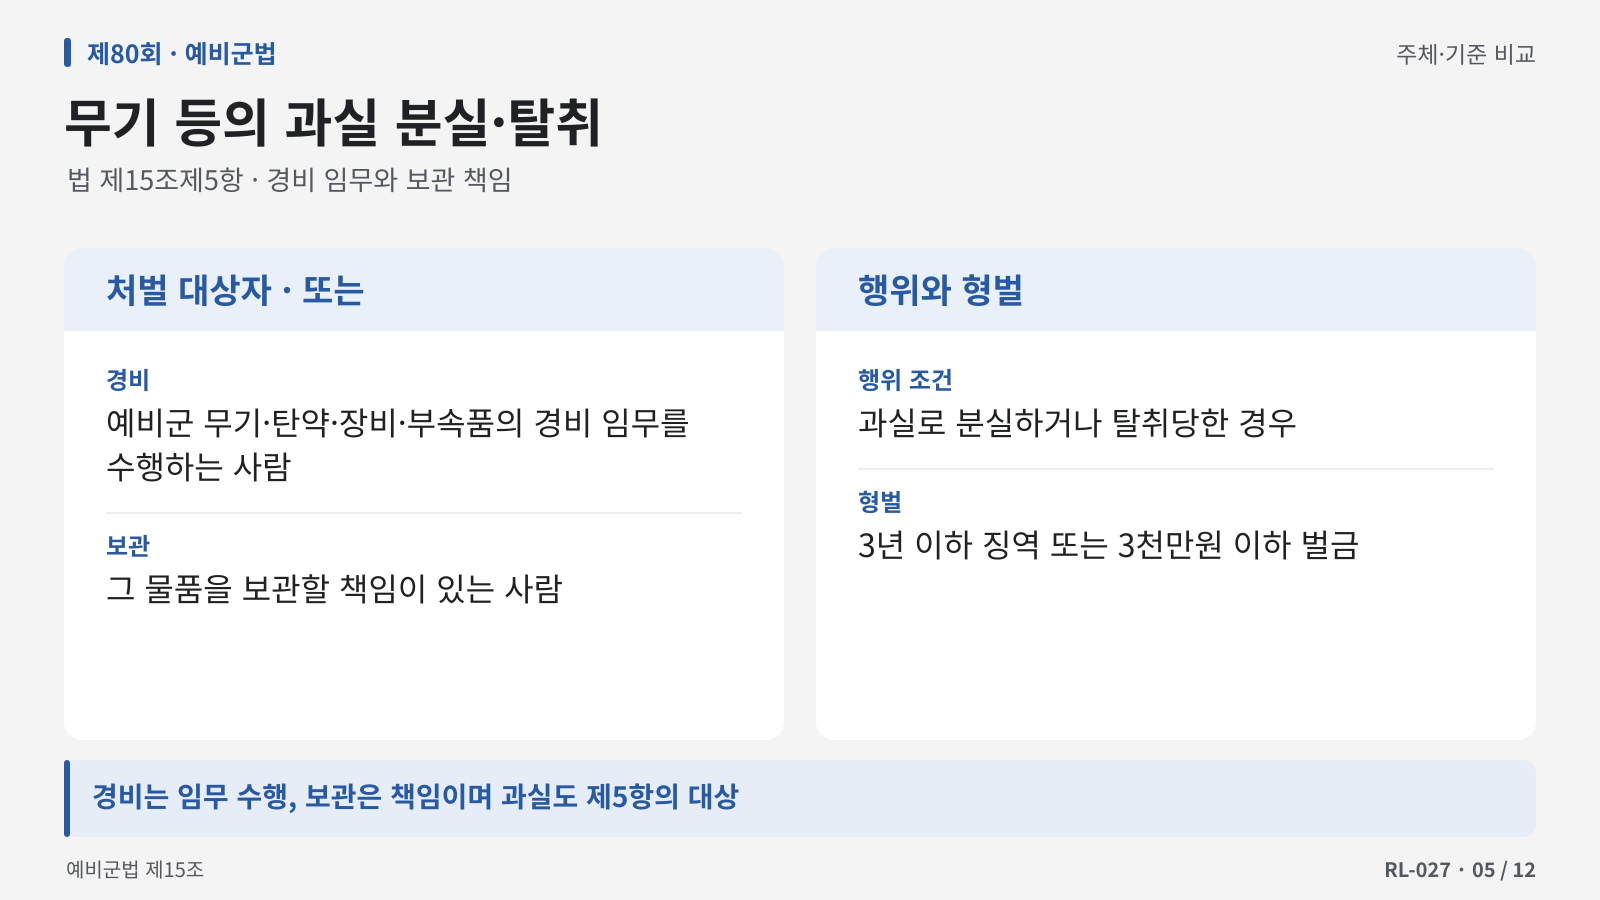 제80회 · 예비군법
주체·기준 비교
무기 등의 과실 분실·탈취
법 제15조제5항 · 경비 임무와 보관 책임
처벌 대상자 · 또는
경비
예비군 무기·탄약·장비·부속품의 경비 임무를
수행하는 사람
보관
그 물품을 보관할 책임이 있는 사람
행위와 형벌
행위 조건
과실로 분실하거나 탈취당한 경우
형벌
3년 이하 징역 또는 3천만원 이하 벌금
경비는 임무 수행, 보관은 책임이며 과실도 제5항의 대상
예비군법 제15조
RL-027 · 05 / 12